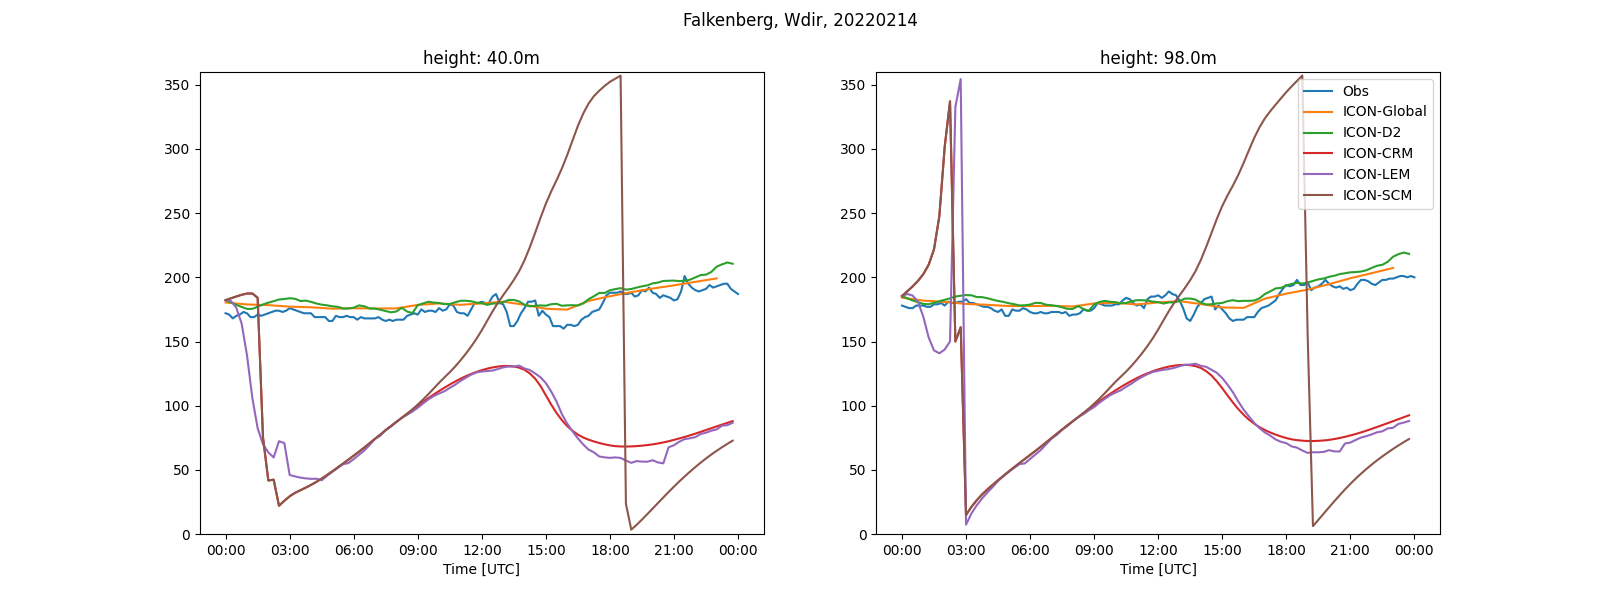 Falkenberg, Wdir, 20220214
height: 40.0m
350
300
250
200
150
100
50
0
00:00 03:00 06:00 09:00 12:00 15:00 18:00 21:00 00:00
Time [UTC]
height: 98.0m
350
300
250
200
150
100
50
0
00:00 03:00 06:00 09:00 12:00 15:00 18:00 21:00 00:00
Time [UTC]
Obs
ICON-Global
ICON-D2
ICON-CRM
ICON-LEM
ICON-SCM